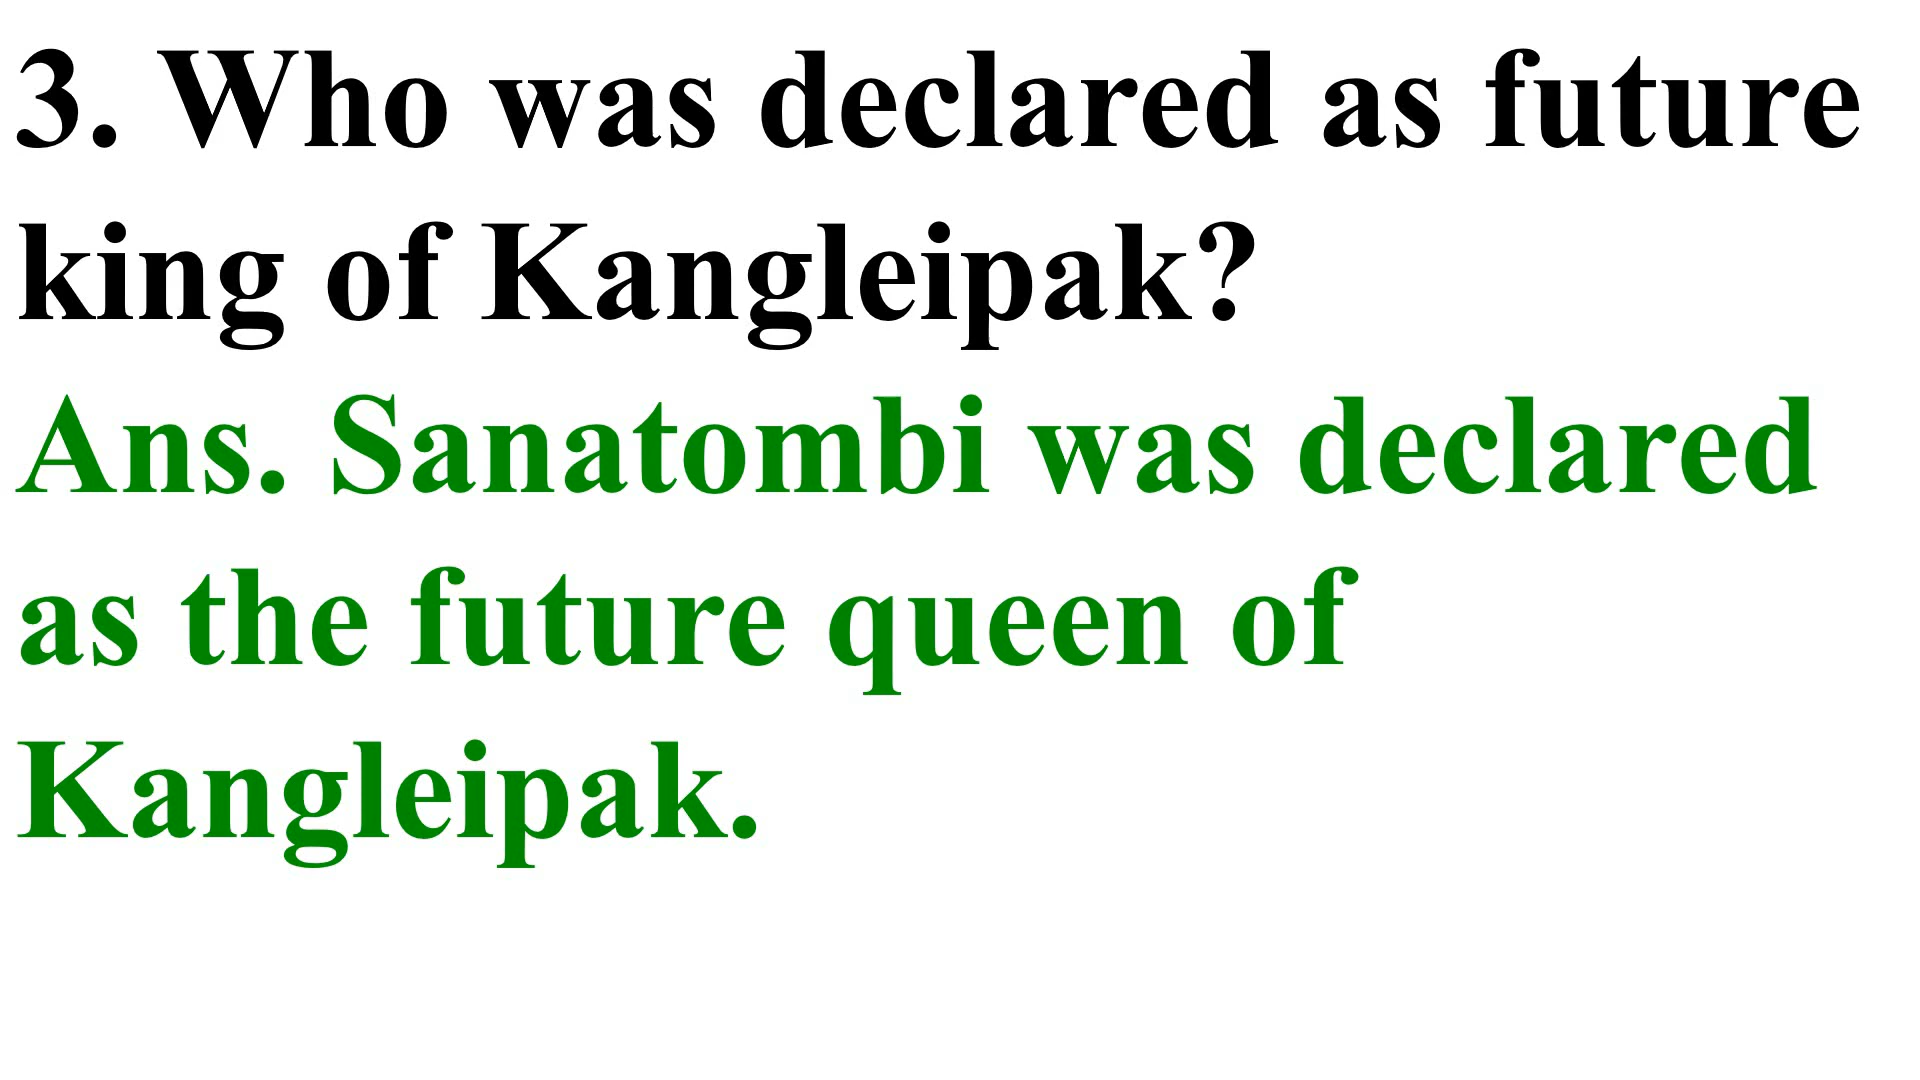 3. Who was declared as future
king of Kangleipak?
Ans. Sanatombi was declared
as the future queen of
Kangleipak.